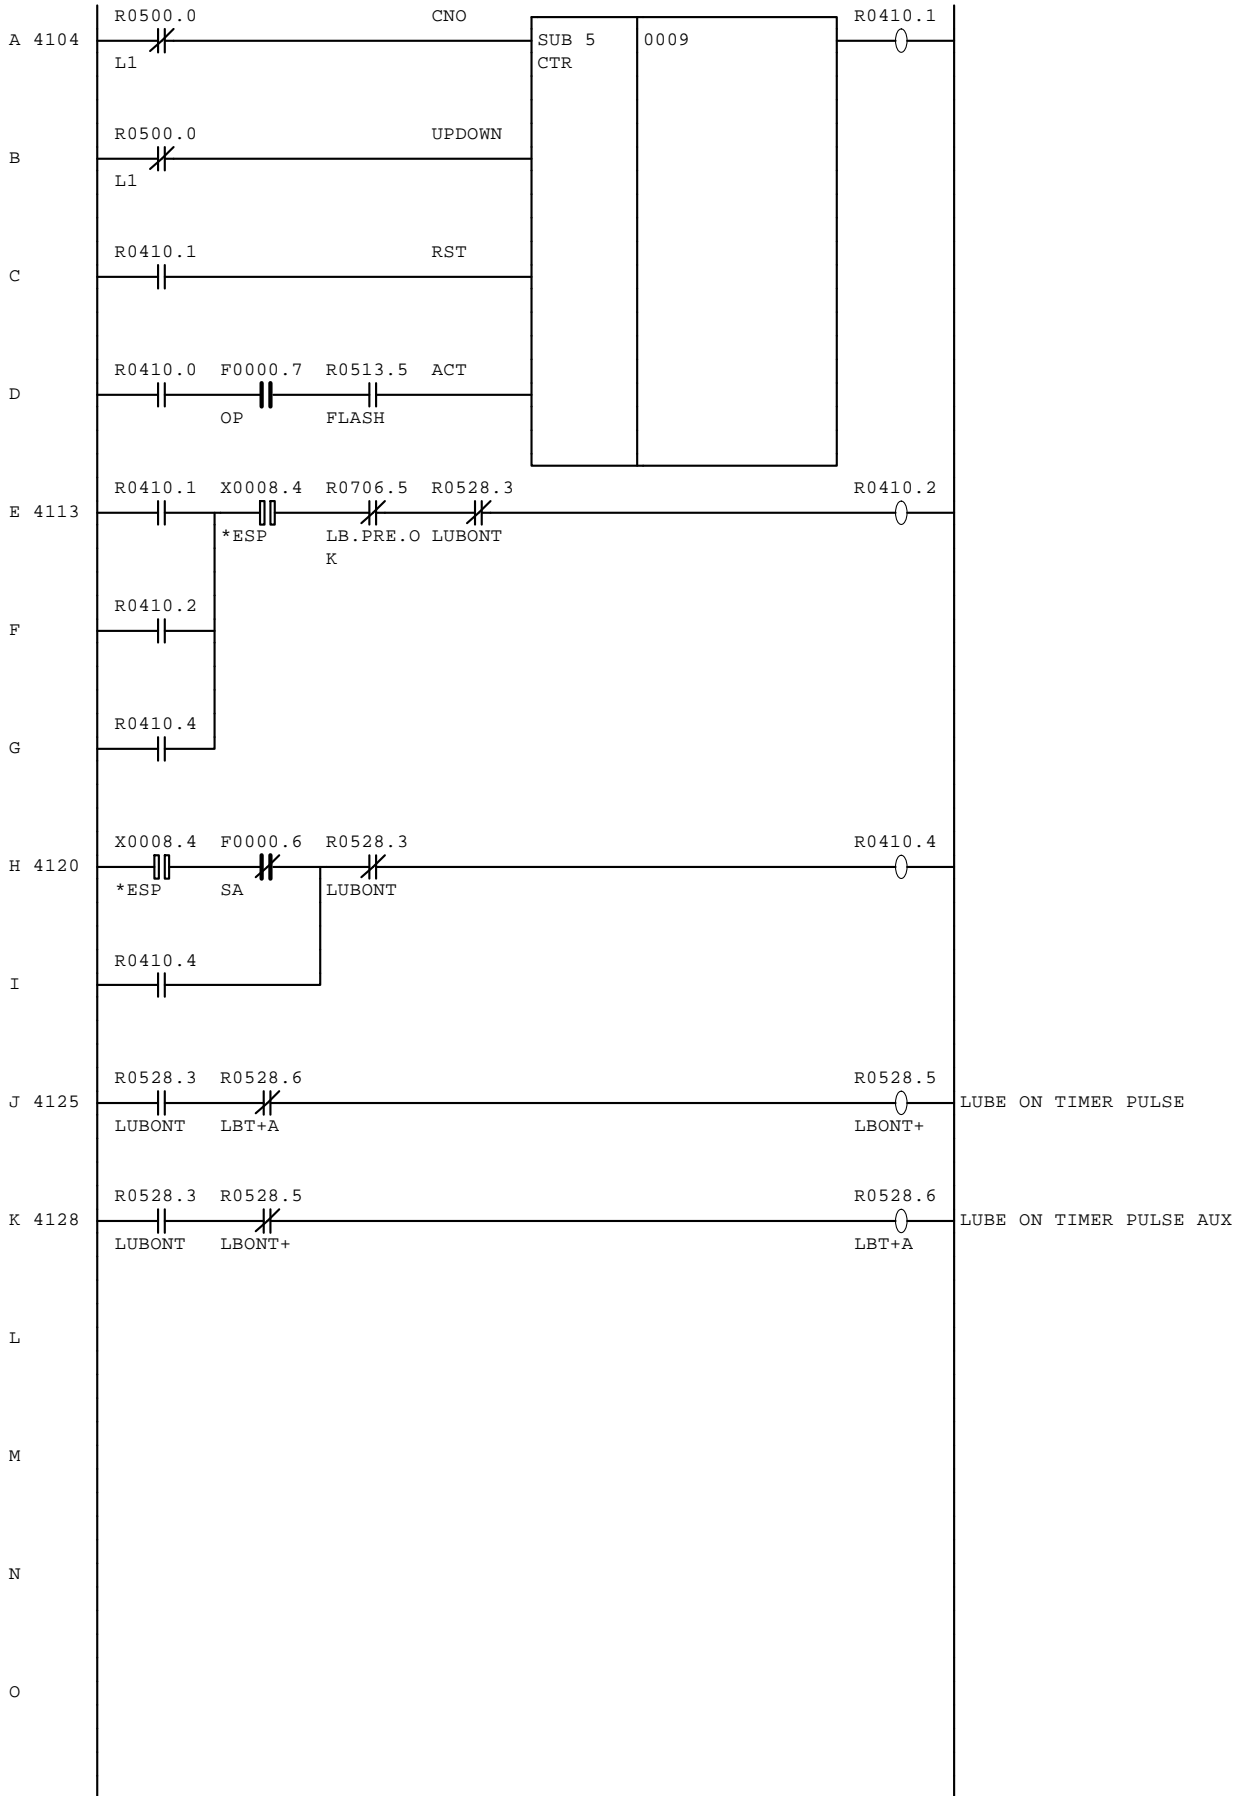 R0500.0 CNO R0410.1
A 4104 SUB 5 0009
L1 CTR
R0500.0 UPDOWN
B
L1
R0410.1 RST
C
R0410.0 F0000.7 R0513.5 ACT
D
OP FLASH
R0410.1 X0008.4 R0706.5 R0528.3 R0410.2
E 4113
*ESP LB.PRE.O LUBONT
K
R0410.2
F
R0410.4
G
X0008.4 F0000.6 R0528.3 R0410.4
H 4120
*ESP SA LUBONT
R0410.4
I
R0528.3 R0528.6 R0528.5
J 4125 LUBE ON TIMER PULSE
LUBONT LBT+A LBONT+
R0528.3 R0528.5 R0528.6
K 4128 LUBE ON TIMER PULSE AUX
LUBONT LBONT+ LBT+A
L
M
N
O